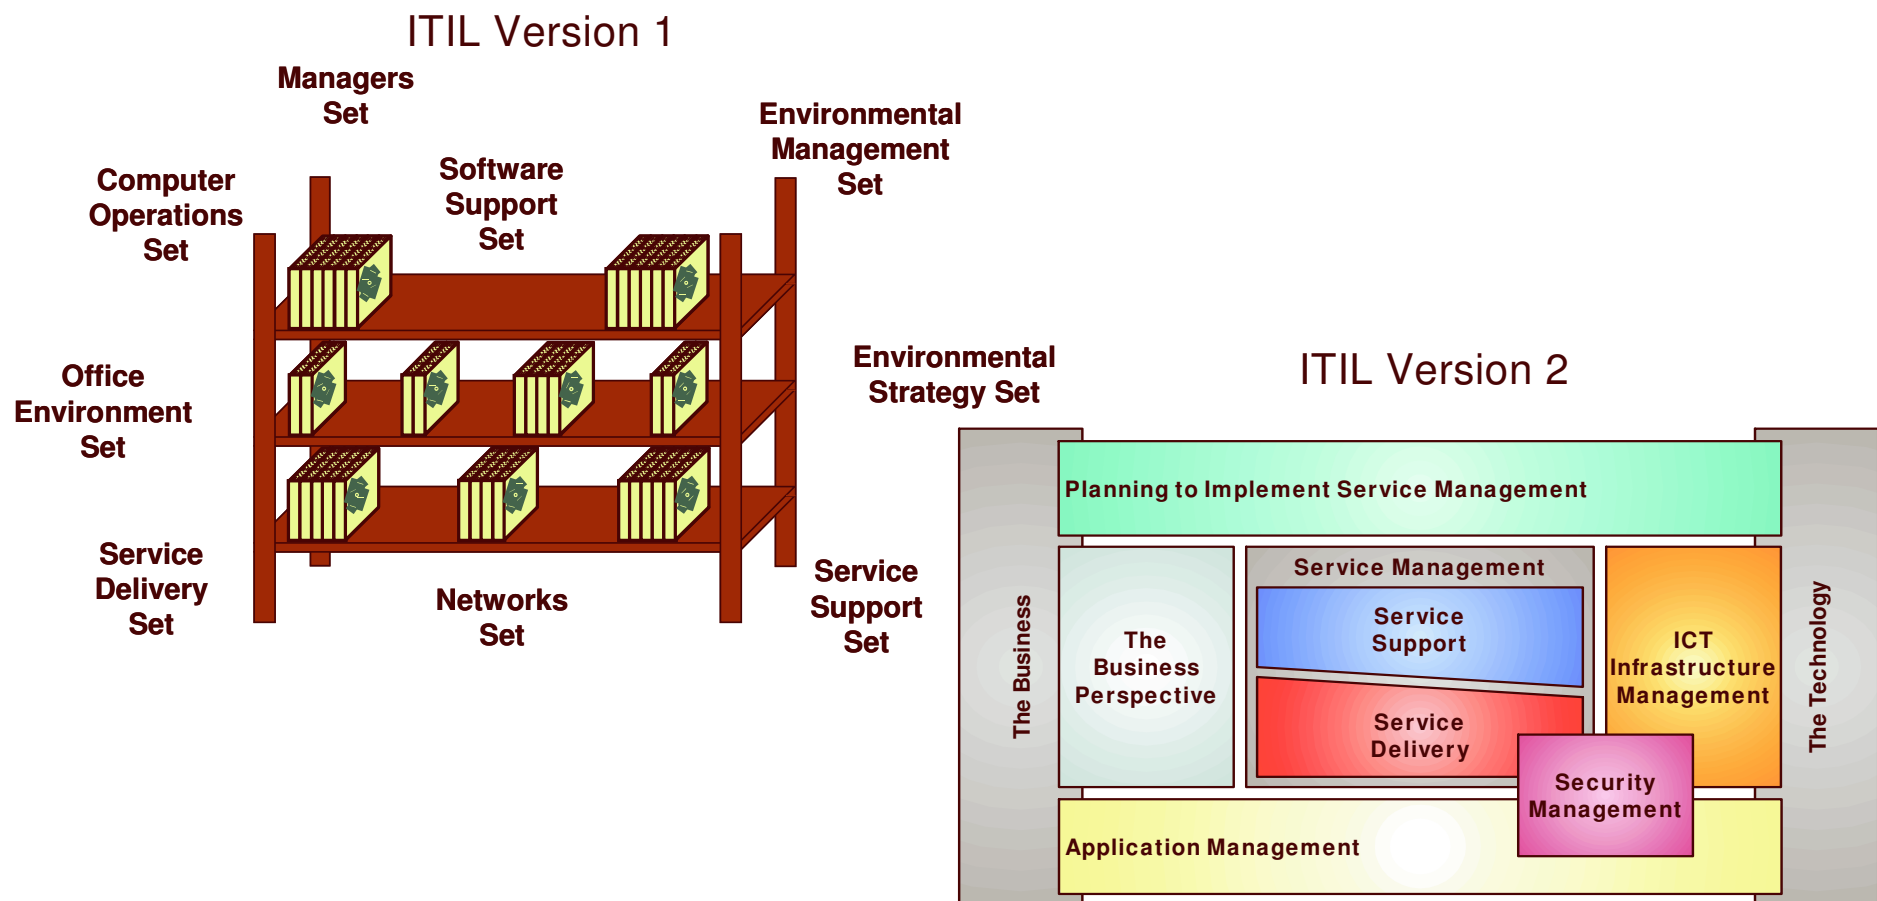 ITIL Version 1
Managers
Set
Environmental
Management
Set
Software
Support
Set
Computer
Operations
Set
Office
Environment
Set
Environmental
Strategy Set
Service
Delivery
Set
Networks
Set
Service
Support
Set
ITIL Version 2
Planning to Implement Service Management
The Business
The
Business
Perspective
Service Management
Service
Support
Service
Delivery
ICT
Infrastructure
Management
The Technology
Security
Management
Application Management